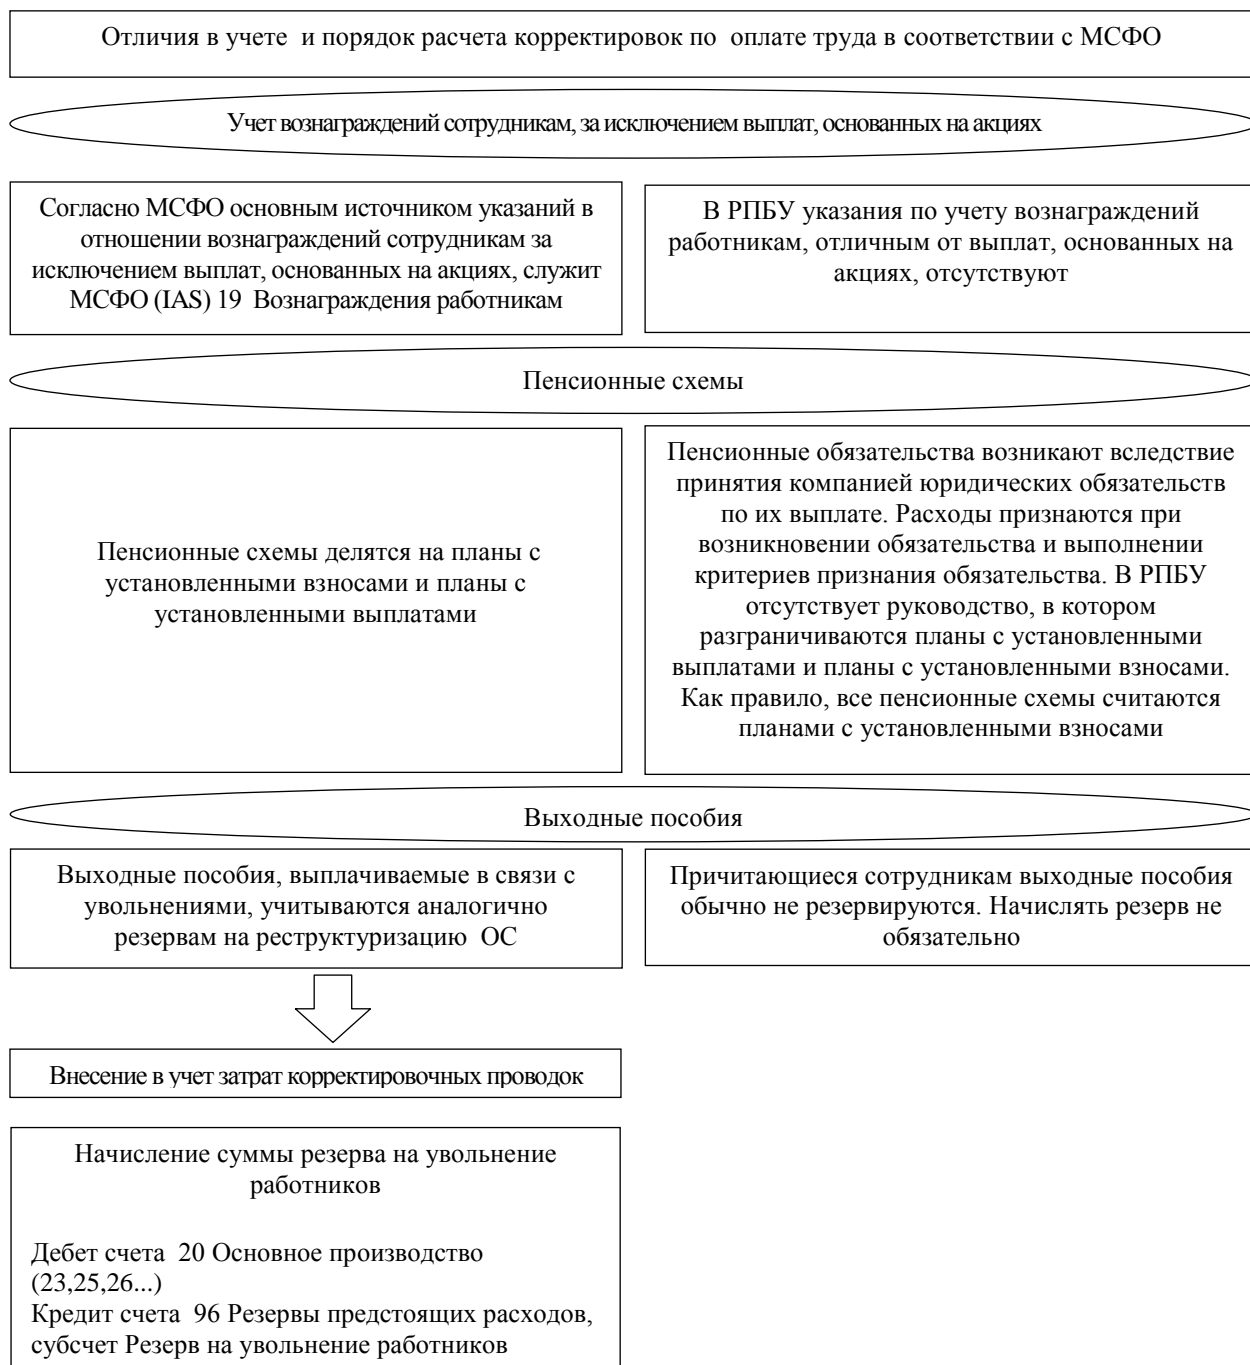 Отличия в учете и порядок расчета корректировок по оплате труда в соответствии с МСФО
Учет вознаграждений сотрудникам, за исключением выплат, основанных на акциях
Согласно МСФО основным источником указаний в
отношении вознаграждений сотрудникам за
исключением выплат, основанных на акциях, служит
МСФО (IAS) 19 Вознаграждения работникам
В РПБУ указания по учету вознаграждений
работникам, отличным от выплат, основанных на
акциях, отсутствуют
Пенсионные схемы
Пенсионные схемы делятся на планы с
установленными взносами и планы с
установленными выплатами
Пенсионные обязательства возникают вследствие
принятия компанией юридических обязательств
по их выплате. Расходы признаются при
возникновении обязательства и выполнении
критериев признания обязательства. В РПБУ
отсутствует руководство, в котором
разграничиваются планы с установленными
выплатами и планы с установленными взносами.
Как правило, все пенсионные схемы считаются
планами с установленными взносами
Выходные пособия
Выходные пособия, выплачиваемые в связи с
увольнениями, учитываются аналогично
резервам на реструктуризацию ОС
Причитающиеся сотрудникам выходные пособия
обычно не резервируются. Начислять резерв не
обязательно
Внесение в учет затрат корректировочных проводок
Начисление суммы резерва на увольнение
работников
Дебет счета 20 Основное производство
(23,25,26...)
Кредит счета 96 Резервы предстоящих расходов,
субсчет Резерв на увольнение работников